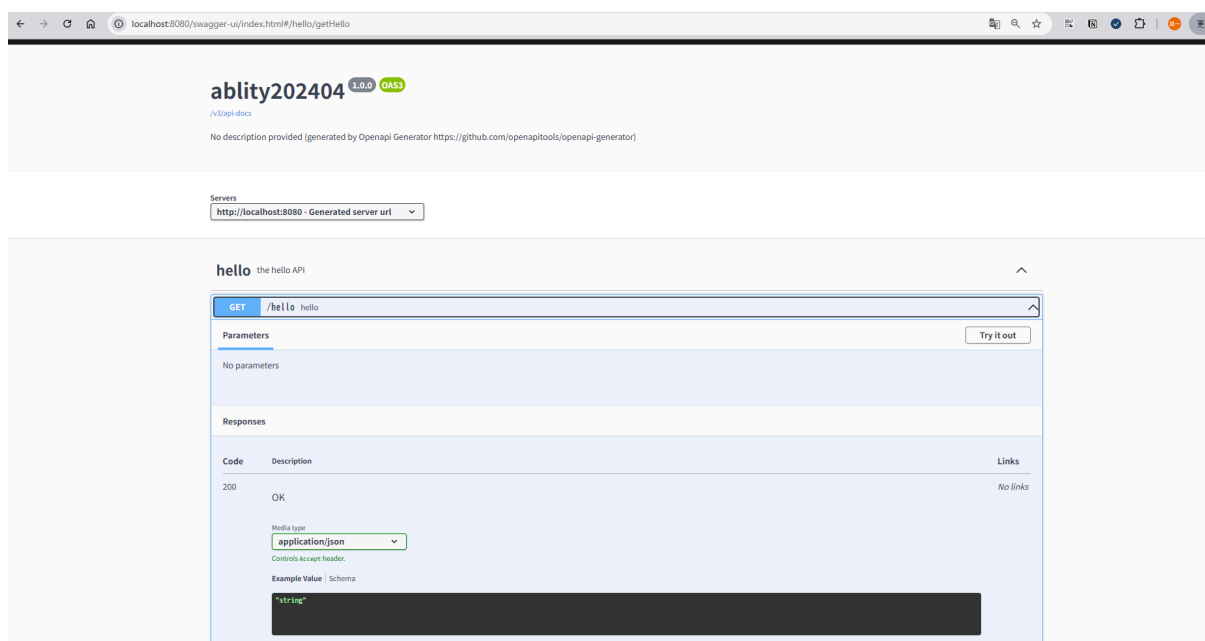 localhost:8080/swagger-ui/index.html#/hello/getHello
ablity202404 1.0.0 OAS3
/v3/api-docs
No description provided (generated by Openapi Generator https://github.com/openapitools/openapi-generator)
Servers
http://localhost:8080 - Generated server url
hello the hello API
GET /hello hello
Parameters
Try it out
No parameters
Responses
Code Description Links
200 No links
OK
Media type
application/json
Controls Accept header.
Example Value Schema
"string"